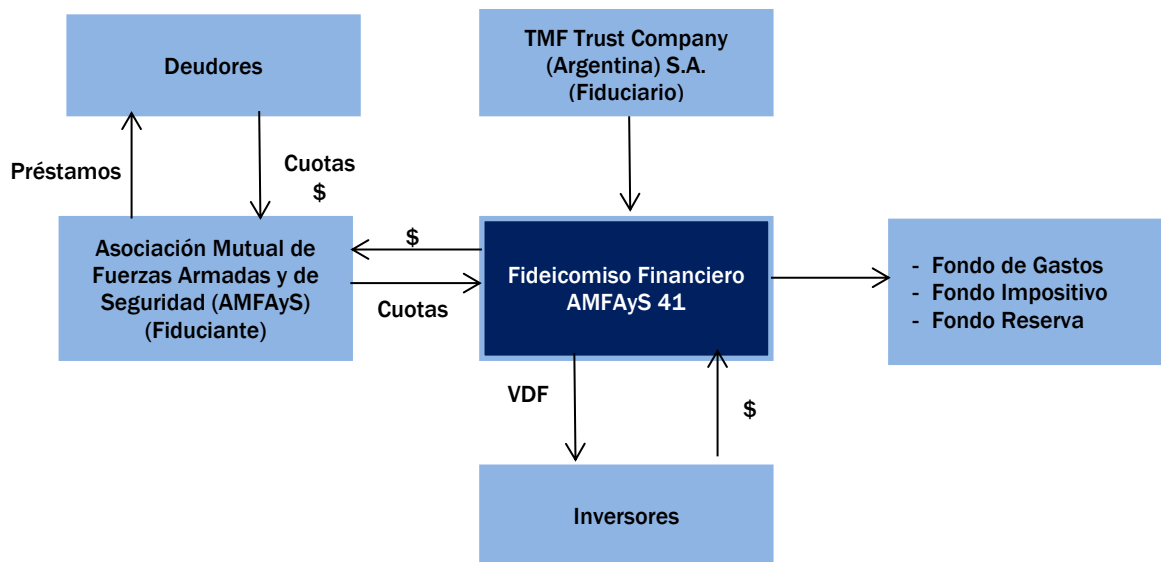 Deudores
TMF Trust Company
(Argentina) S.A.
(Fiduciario)
Préstamos
Cuotas
$
Asociación Mutual de
Fuerzas Armadas y de
Seguridad (AMFAyS)
(Fiduciante)
$
Cuotas
Fideicomiso Financiero
AMFAyS 41
- Fondo de Gastos
- Fondo Impositivo
- Fondo Reserva
VDF
$
Inversores